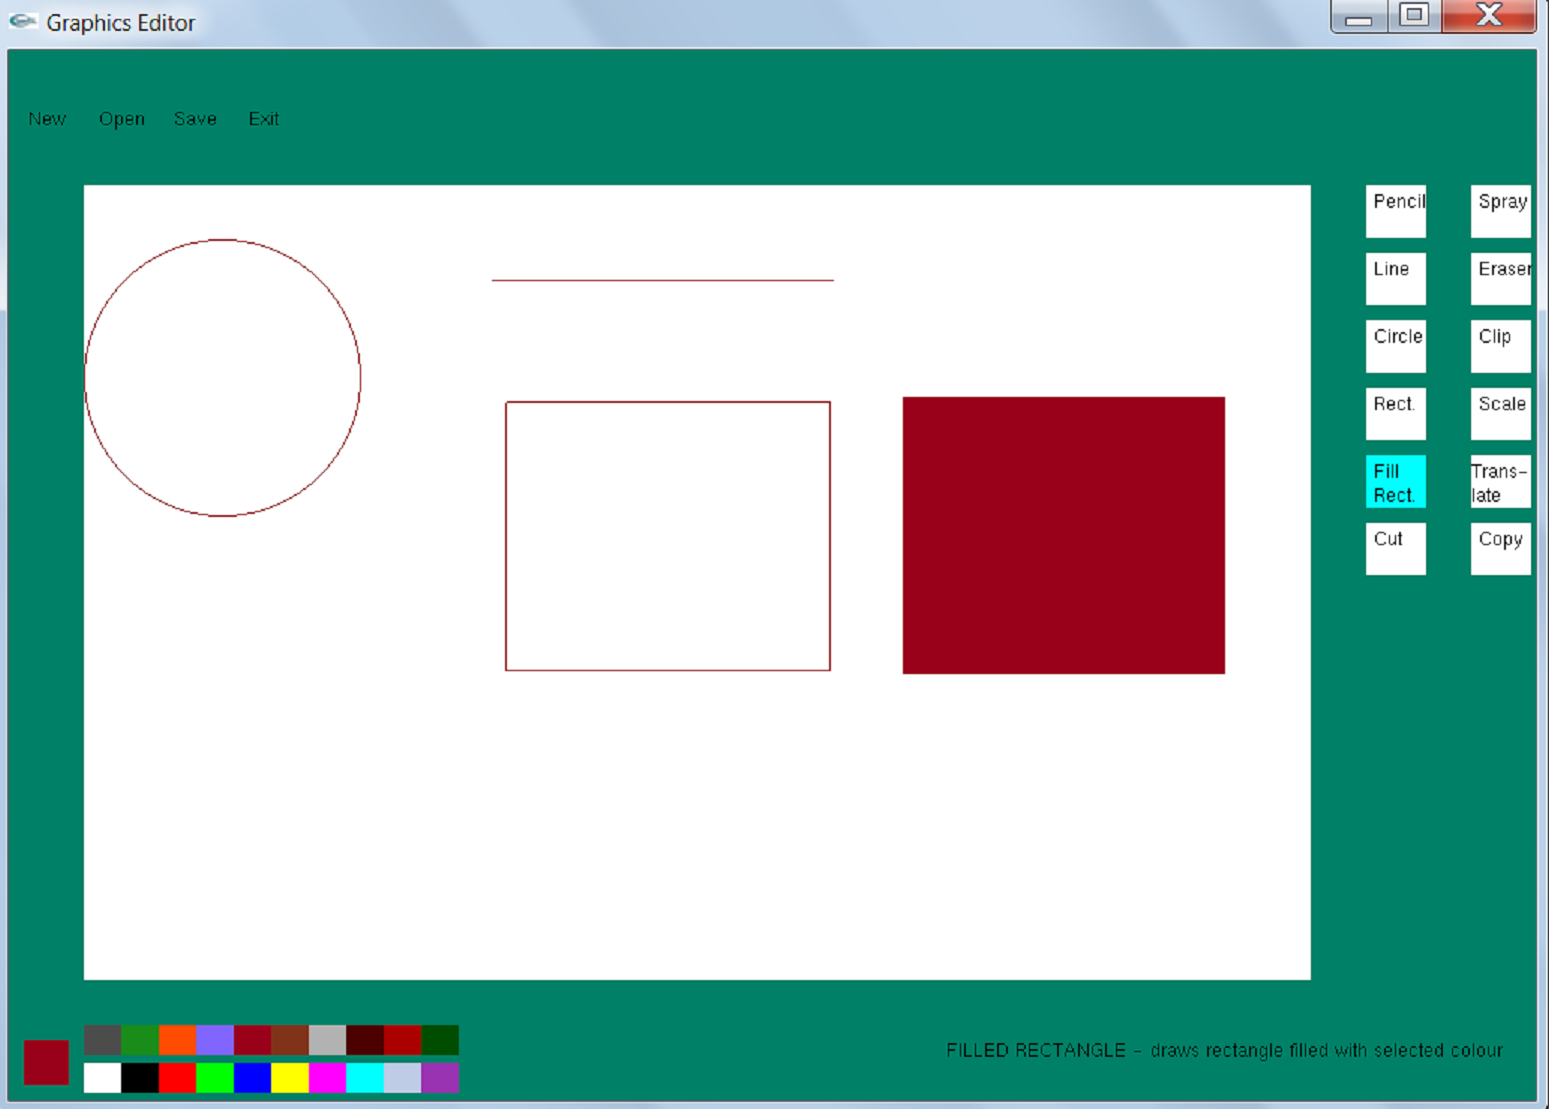 Graphics Editor
New Open Save Exit
Pencil Spray
Line Eraser
Circle Clip
Rect. Scale
Fill Trans-
Rect. late
Cut Copy
FILLED RECTANGLE - draws rectangle filled with selected colour